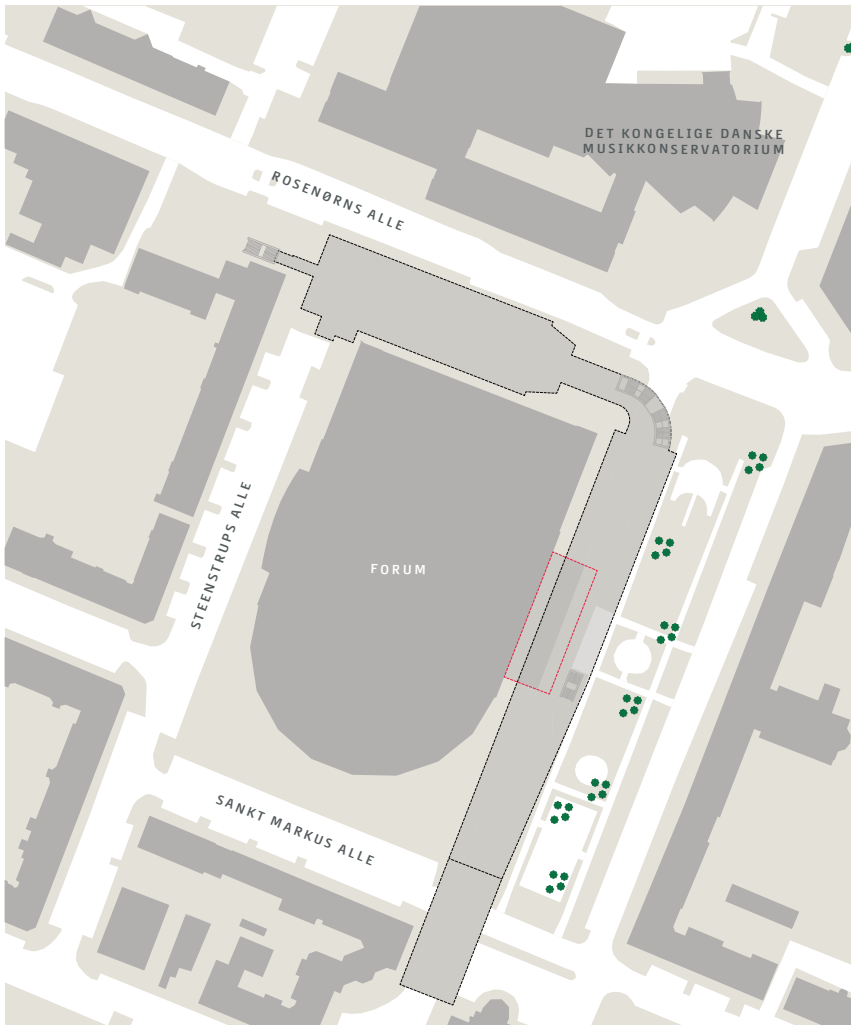 DET KONGELIGE DANSKE
MUSIKKONSERVATORIUM
ROSENØRNS ALLE
FORUM
STEENSTRUPS ALLE
SANKT MARKUS ALLE